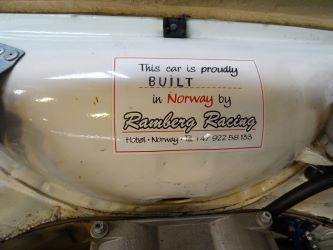 This car is proudly
BUILT
in Norway by
Ramberg Racing
Hobøl • Norway • Tlf. +47 922 58 133